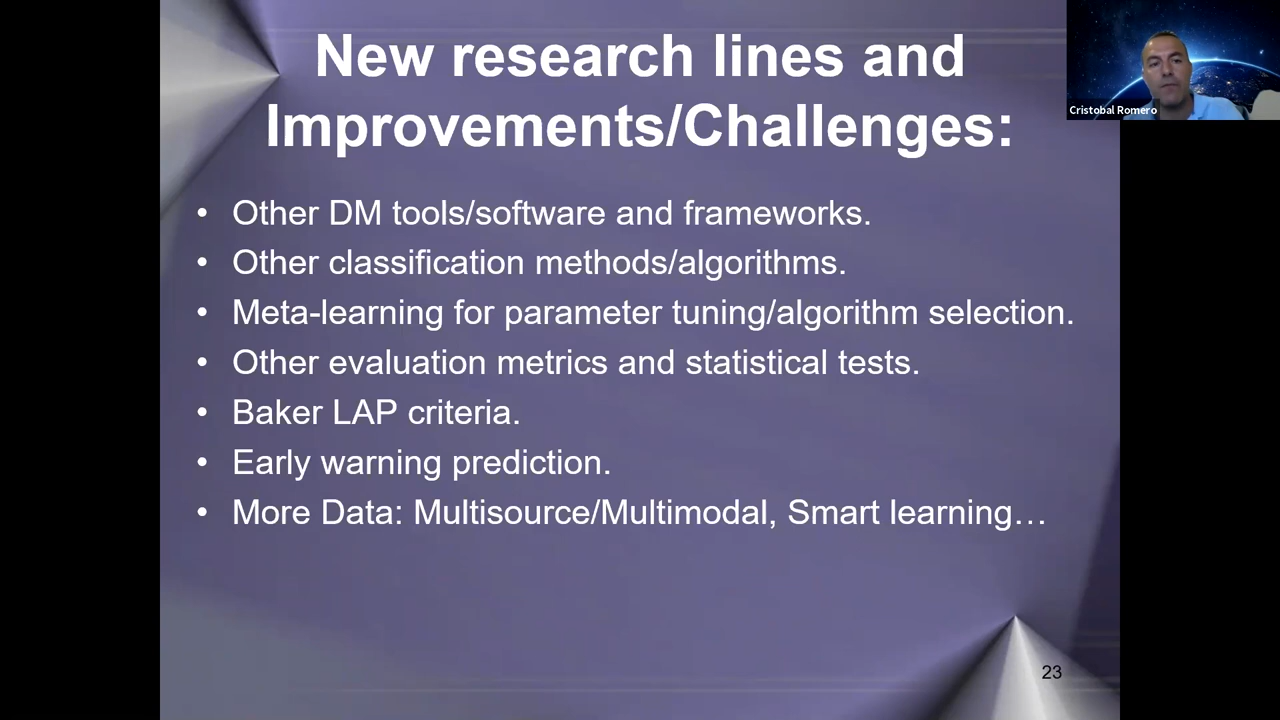 New research lines and
Improvements/Challenges:
Cristobal Romero
• Other DM tools/software and frameworks.
• Other classification methods/algorithms.
• Meta-learning for parameter tuning/algorithm selection.
• Other evaluation metrics and statistical tests.
• Baker LAP criteria.
• Early warning prediction.
• More Data: Multisource/Multimodal, Smart learning…
23